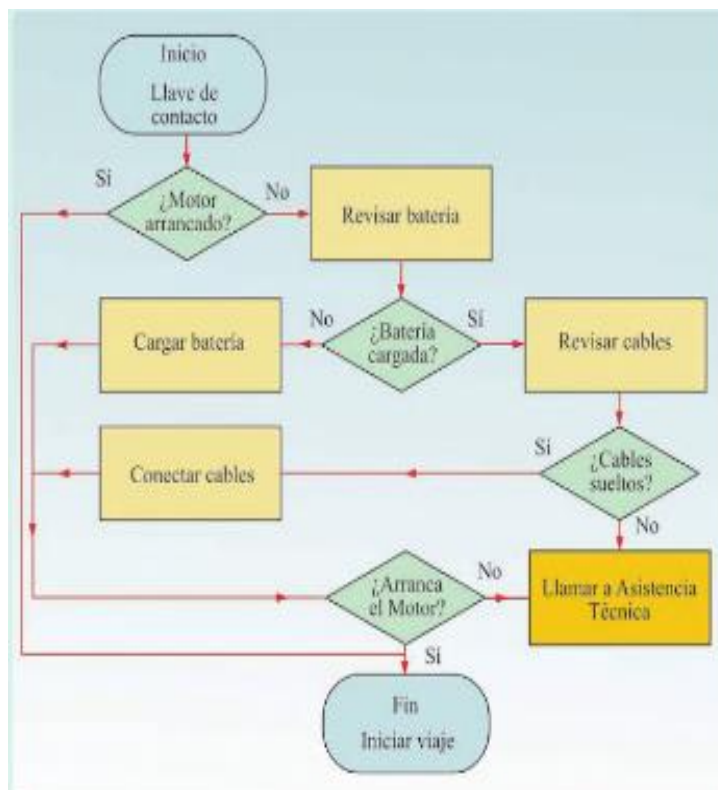 Inicio
Llave de
contacto
Sí
¿Motor
arrancado?
No
Revisar batería
Cargar batería
No
¿Batería
cargada?
Sí
Revisar cables
Conectar cables
Sí
¿Cables
sueltos?
No
¿Arranca
el Motor?
No
Llamar a Asistencia
Técnica
Sí
Fin
Iniciar viaje